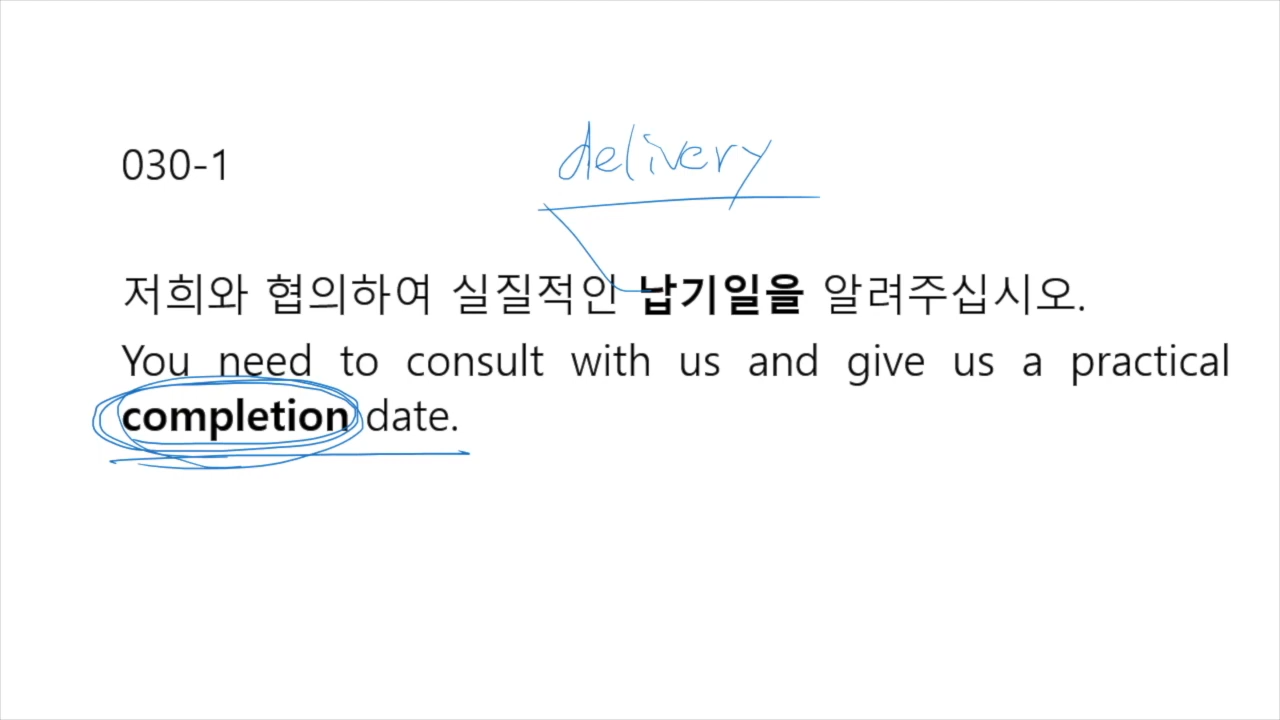 delivery
030-1
저희와 협의하여 실질적인 납기일을 알려주십시오.
You need to consult with us and give us a practical
completion date.